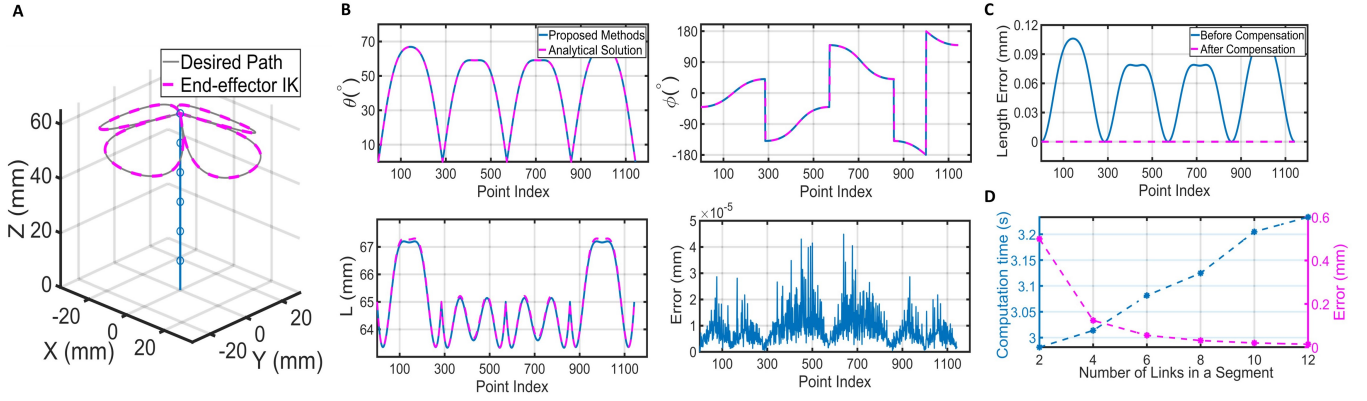 A
Desired Path
End-effector IK
60
40
20
0
Z (mm)
-20
0
20
X (mm)
-20
0
20
Y (mm)
B
Proposed Methods
Analytical Solution
70
50
30
10
θ(°)
100 300 500 700 900 1100
Point Index
180
90
0
-90
-180
ϕ(°)
100 300 500 700 900 1100
Point Index
67
66
65
64
L (mm)
100 300 500 700 900 1100
Point Index
×10⁻⁵
5
4
3
2
1
0
Error (mm)
100 300 500 700 900 1100
Point Index
C
Before Compensation
After Compensation
0.12
0.09
0.06
0.03
0
Length Error (mm)
100 300 500 700 900 1100
Point Index
D
3.2
3.15
3.1
3.05
3
Computation time (s)
0.6
0.4
0.2
0
Error (mm)
2 4 6 8 10 12
Number of Links in a Segment